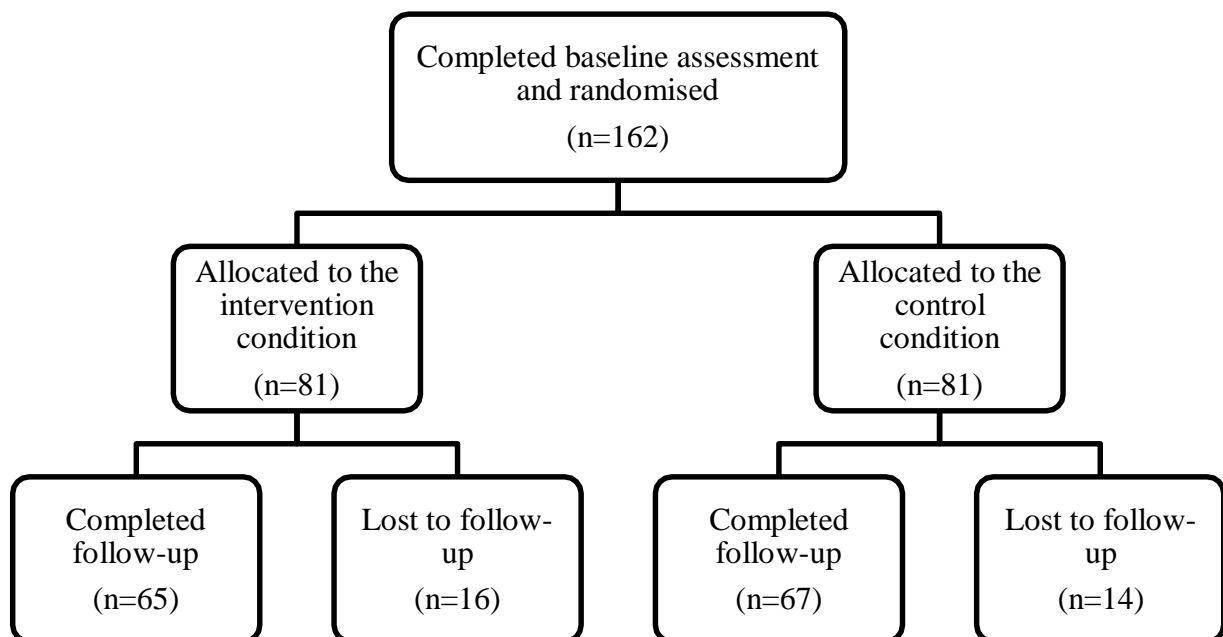 Completed baseline assessment
and randomised
(n=162)
Allocated to the
intervention
condition
(n=81)
Allocated to the
control
condition
(n=81)
Completed
follow-up
(n=65)
Lost to follow-
up
(n=16)
Completed
follow-up
(n=67)
Lost to follow-
up
(n=14)